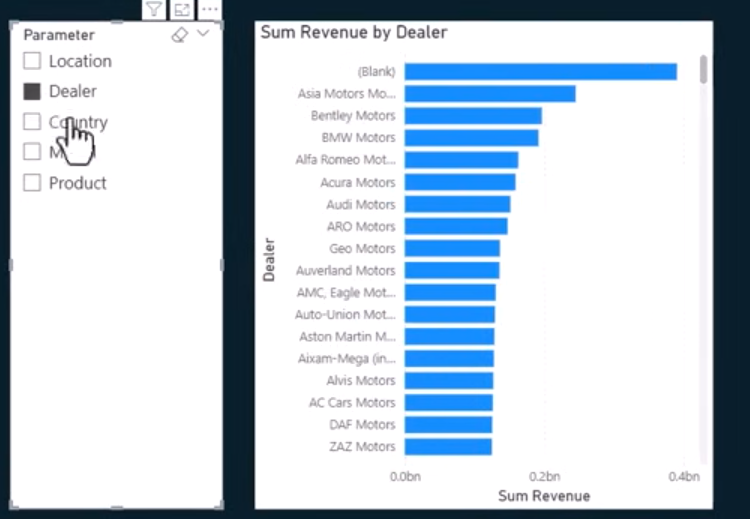 Parameter
Location
Dealer
Country
Product
Sum Revenue by Dealer
(Blank)
Asia Motors Mo...
Bentley Motors
BMW Motors
Alfa Romeo Mot...
Acura Motors
Audi Motors
ARO Motors
Geo Motors
Auverland Motors
AMC, Eagle Mot...
Auto-Union Mot...
Aston Martin M...
Aixam-Mega (in...
Alvis Motors
AC Cars Motors
DAF Motors
ZAZ Motors
Dealer
0.0bn 0.2bn 0.4bn
Sum Revenue